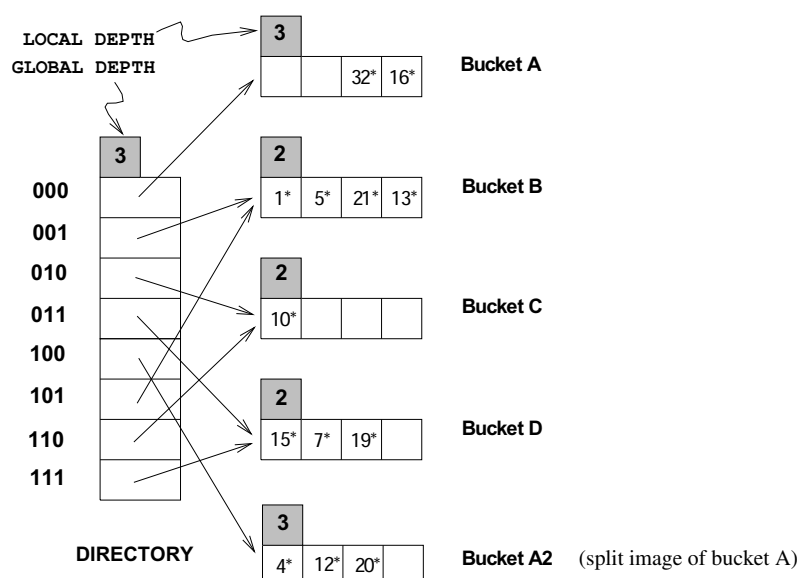 LOCAL DEPTH
GLOBAL DEPTH
3
32* 16*
Bucket A
3
2
1* 5* 21* 13*
Bucket B
000
001
010
011
100
101
110
111
2
10*
Bucket C
2
15* 7* 19*
Bucket D
DIRECTORY
3
4* 12* 20*
Bucket A2 (split image of bucket A)